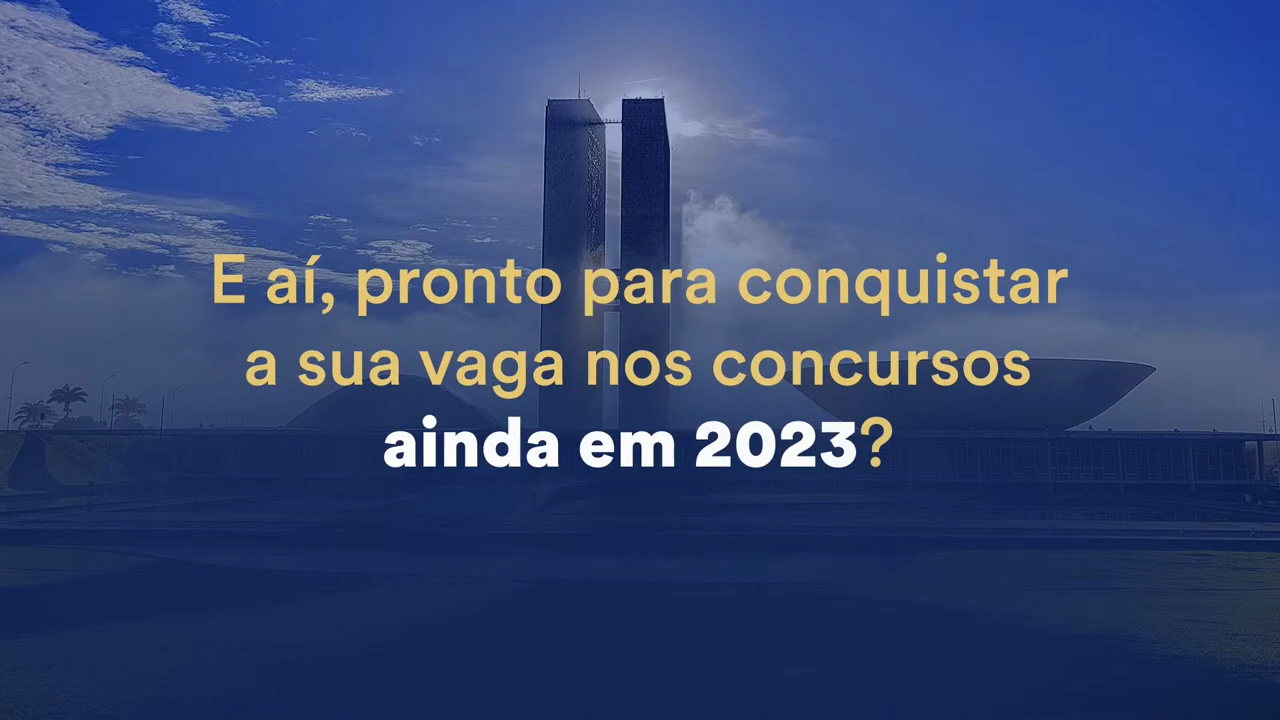 E aí, pronto para conquistar
a sua vaga nos concursos
ainda em 2023?